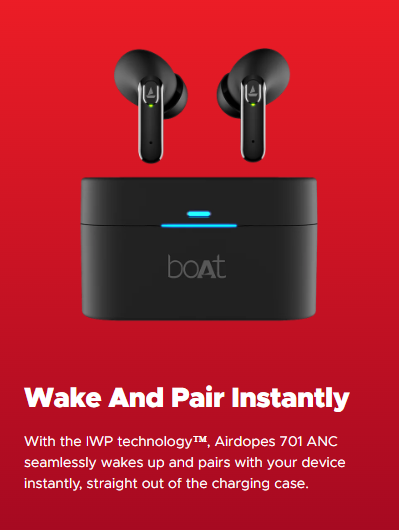 boAt
Wake And Pair Instantly
With the IWP technology™, Airdopes 701 ANC
seamlessly wakes up and pairs with your device
instantly, straight out of the charging case.